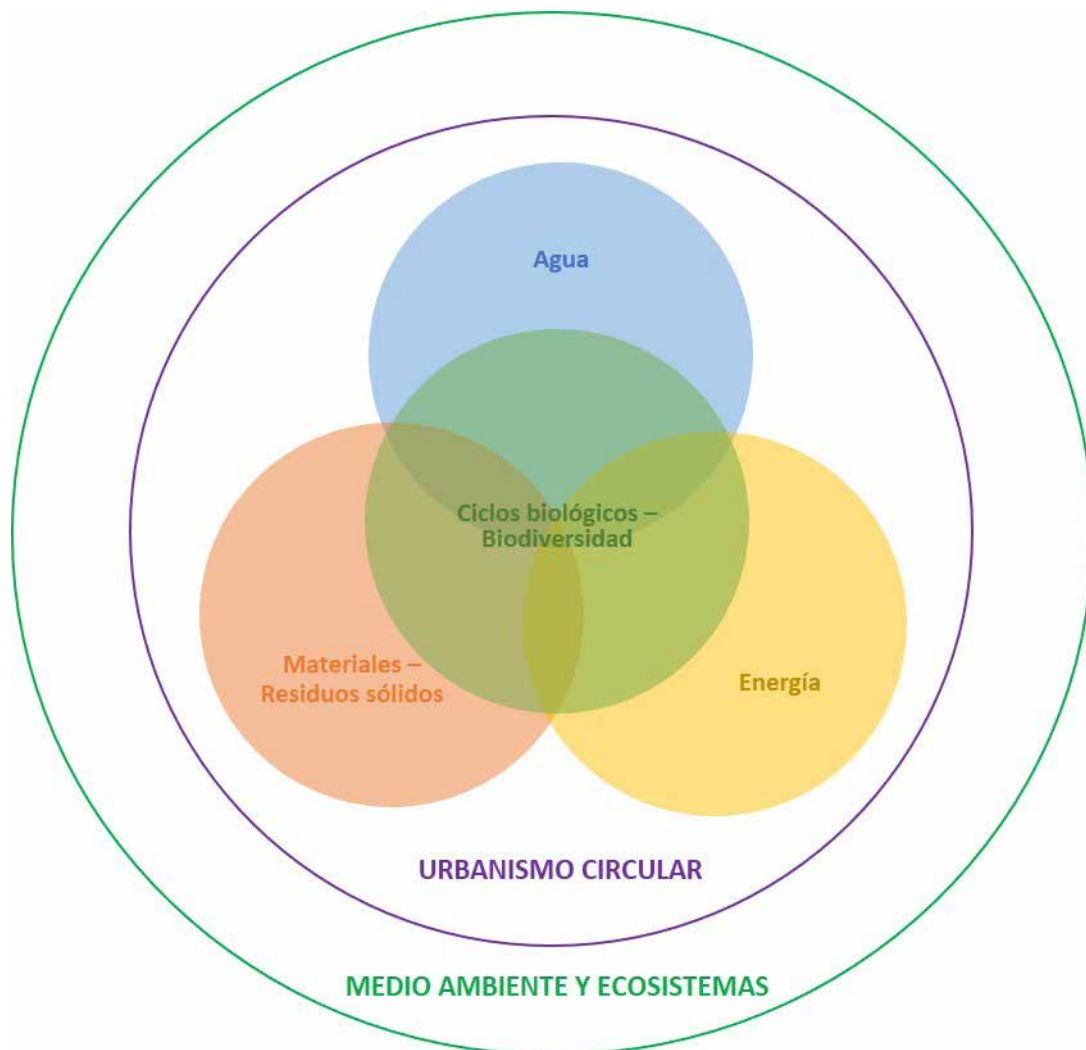 Agua
Ciclos biológicos –
Biodiversidad
Materiales –
Residuos sólidos
Energía
URBANISMO CIRCULAR
MEDIO AMBIENTE Y ECOSISTEMAS